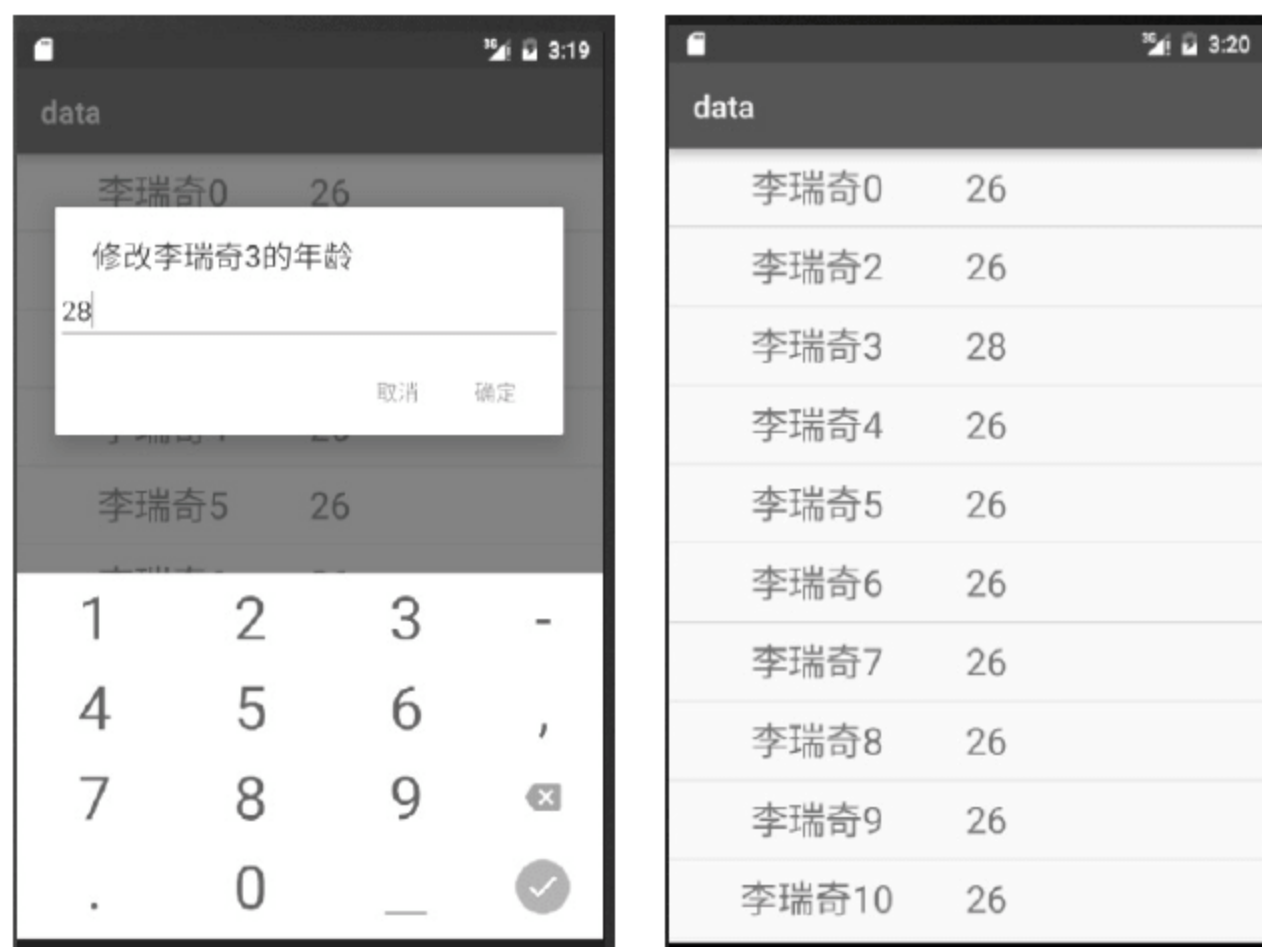 3G 3:19
data
李瑞奇0 26
修改李瑞奇3的年龄
28
取消 确定
李瑞奇5 26
1 2 3 -
4 5 6 ,
7 8 9
. 0 _
3G 3:20
data
李瑞奇0 26
李瑞奇2 26
李瑞奇3 28
李瑞奇4 26
李瑞奇5 26
李瑞奇6 26
李瑞奇7 26
李瑞奇8 26
李瑞奇9 26
李瑞奇10 26